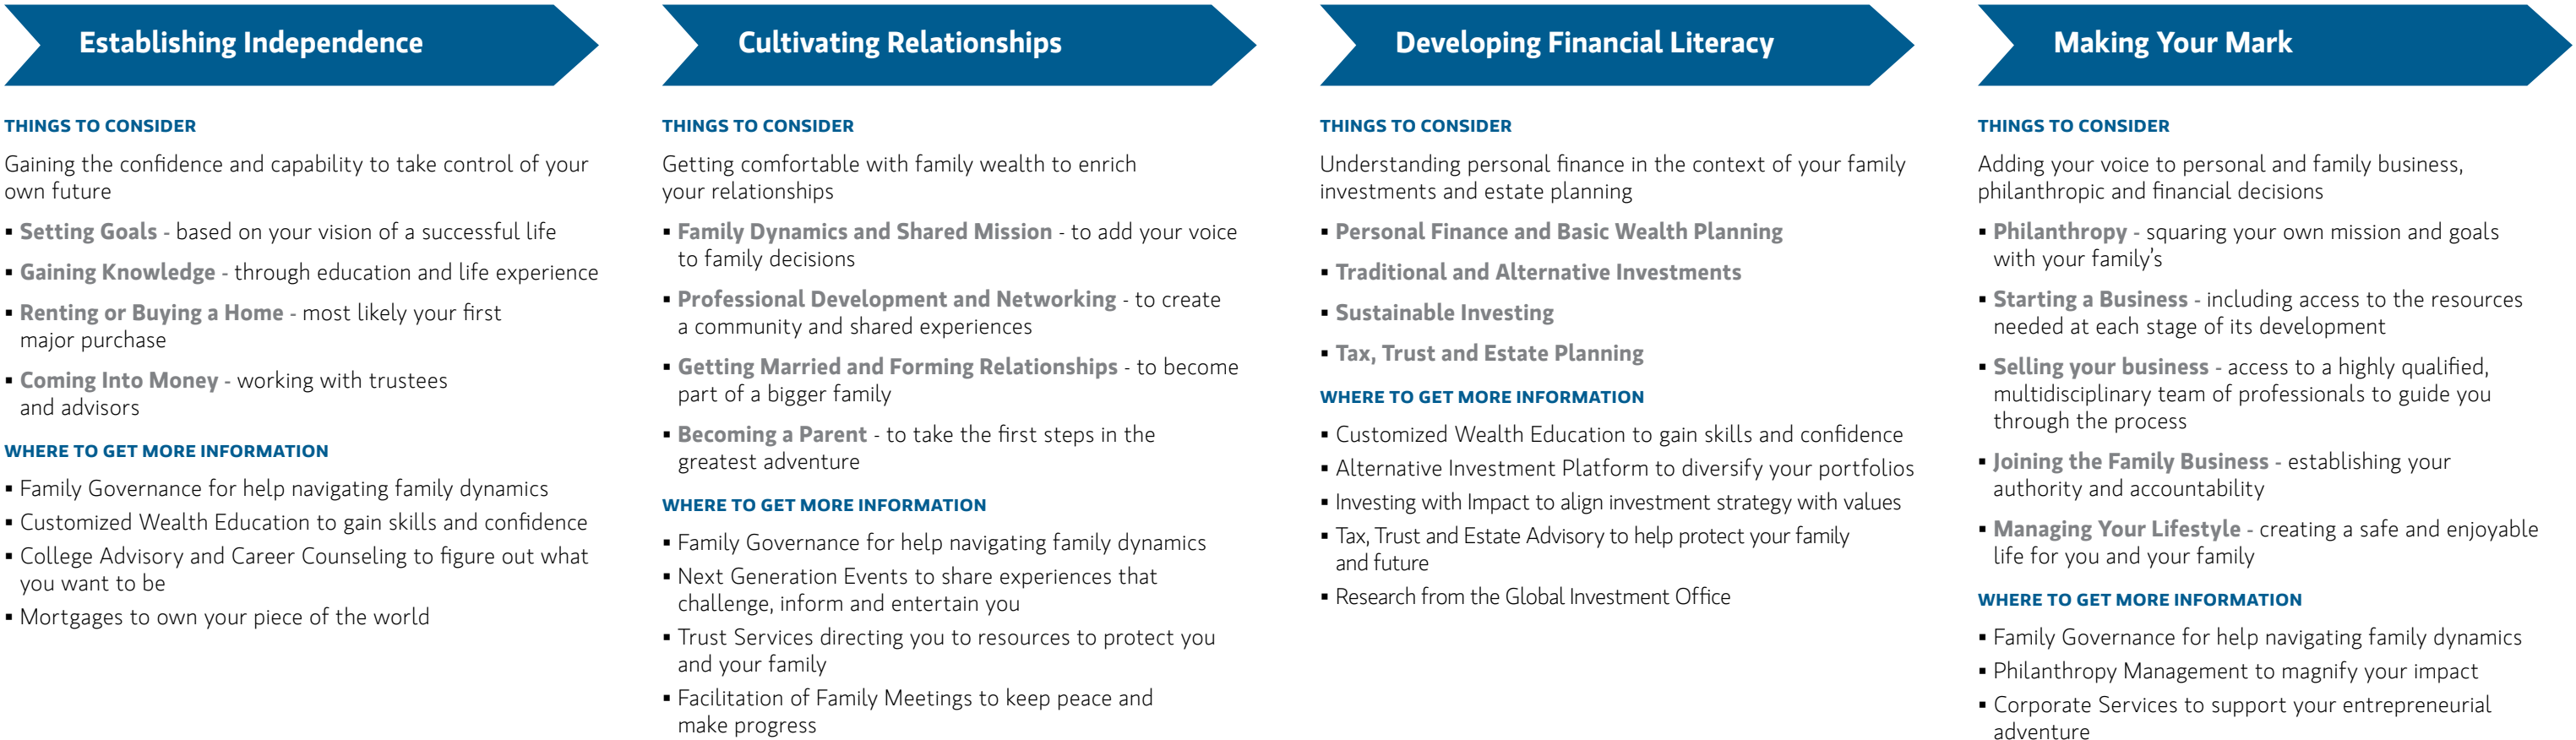 Establishing Independence
THINGS TO CONSIDER
Gaining the confidence and capability to take control of your
own future
▪ Setting Goals - based on your vision of a successful life
▪ Gaining Knowledge - through education and life experience
▪ Renting or Buying a Home - most likely your first
major purchase
▪ Coming Into Money - working with trustees
and advisors
WHERE TO GET MORE INFORMATION
▪ Family Governance for help navigating family dynamics
▪ Customized Wealth Education to gain skills and confidence
▪ College Advisory and Career Counseling to figure out what
you want to be
▪ Mortgages to own your piece of the world
Cultivating Relationships
THINGS TO CONSIDER
Getting comfortable with family wealth to enrich
your relationships
▪ Family Dynamics and Shared Mission - to add your voice
to family decisions
▪ Professional Development and Networking - to create
a community and shared experiences
▪ Getting Married and Forming Relationships - to become
part of a bigger family
▪ Becoming a Parent - to take the first steps in the
greatest adventure
WHERE TO GET MORE INFORMATION
▪ Family Governance for help navigating family dynamics
▪ Next Generation Events to share experiences that
challenge, inform and entertain you
▪ Trust Services directing you to resources to protect you
and your family
▪ Facilitation of Family Meetings to keep peace and
make progress
Developing Financial Literacy
THINGS TO CONSIDER
Understanding personal finance in the context of your family
investments and estate planning
▪ Personal Finance and Basic Wealth Planning
▪ Traditional and Alternative Investments
▪ Sustainable Investing
▪ Tax, Trust and Estate Planning
WHERE TO GET MORE INFORMATION
▪ Customized Wealth Education to gain skills and confidence
▪ Alternative Investment Platform to diversify your portfolios
▪ Investing with Impact to align investment strategy with values
▪ Tax, Trust and Estate Advisory to help protect your family
and future
▪ Research from the Global Investment Office
Making Your Mark
THINGS TO CONSIDER
Adding your voice to personal and family business,
philanthropic and financial decisions
▪ Philanthropy - squaring your own mission and goals
with your family’s
▪ Starting a Business - including access to the resources
needed at each stage of its development
▪ Selling your business - access to a highly qualified,
multidisciplinary team of professionals to guide you
through the process
▪ Joining the Family Business - establishing your
authority and accountability
▪ Managing Your Lifestyle - creating a safe and enjoyable
life for you and your family
WHERE TO GET MORE INFORMATION
▪ Family Governance for help navigating family dynamics
▪ Philanthropy Management to magnify your impact
▪ Corporate Services to support your entrepreneurial
adventure